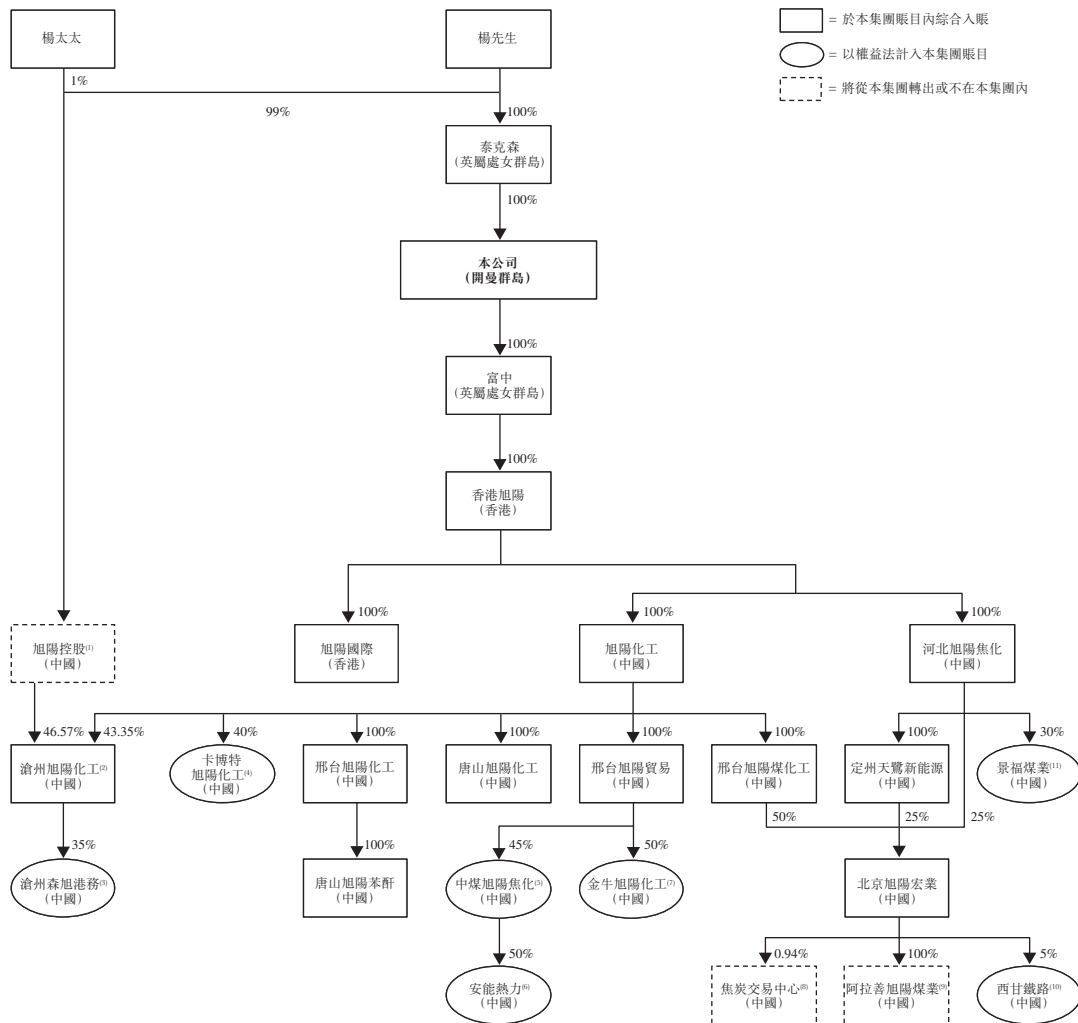 楊太太
楊先生
= 於本集團賬目內綜合入賬
= 以權益法計入本集團賬目
= 將從本集團轉出或不在本集團內
1%
99%
100%
泰克森
(英屬處女群島)
100%
本公司
(開曼群島)
100%
富中
(英屬處女群島)
100%
香港旭陽
(香港)
100%
100%
100%
旭陽控股(1)
(中國)
旭陽國際
(香港)
旭陽化工
(中國)
河北旭陽焦化
(中國)
46.57%
43.35%
40%
100%
100%
100%
100%
100%
30%
滄州旭陽化工(2)
(中國)
卡博特
旭陽化工(4)
(中國)
邢台旭陽化工
(中國)
唐山旭陽化工
(中國)
邢台旭陽貿易
(中國)
邢台旭陽煤化工
(中國)
定州天鷺新能源
(中國)
景福煤業(11)
(中國)
50%
25%
25%
35%
100%
45%
50%
滄州森旭港務(3)
(中國)
唐山旭陽苯酐
(中國)
中煤旭陽焦化(5)
(中國)
金牛旭陽化工(7)
(中國)
北京旭陽宏業
(中國)
50%
0.94%
100%
5%
安能熱力(6)
(中國)
焦炭交易中心(8)
(中國)
阿拉善旭陽煤業(9)
(中國)
西甘鐵路(10)
(中國)